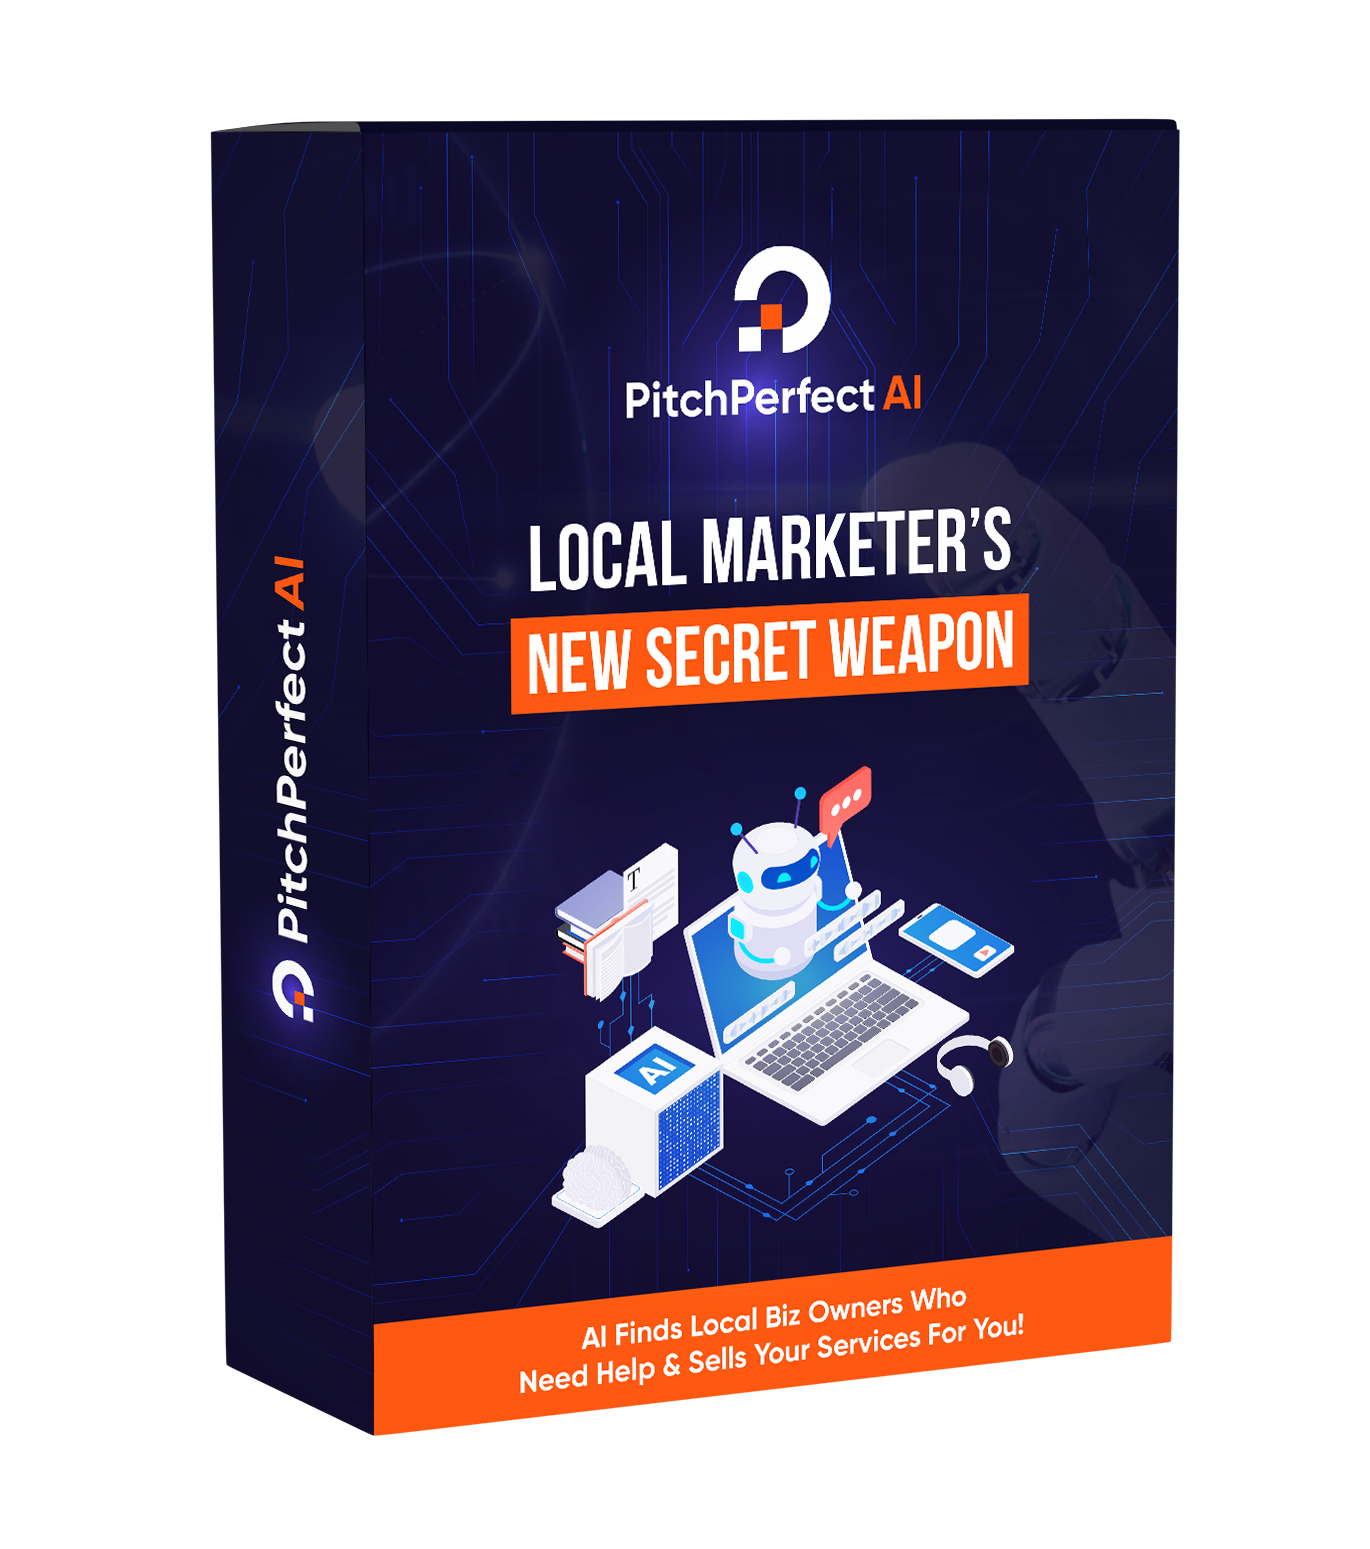 PitchPerfect AI
LOCAL MARKETER'S
NEW SECRET WEAPON
T
AI
AI Finds Local Biz Owners Who
Need Help & Sells Your Services For You!
PitchPerfect AI